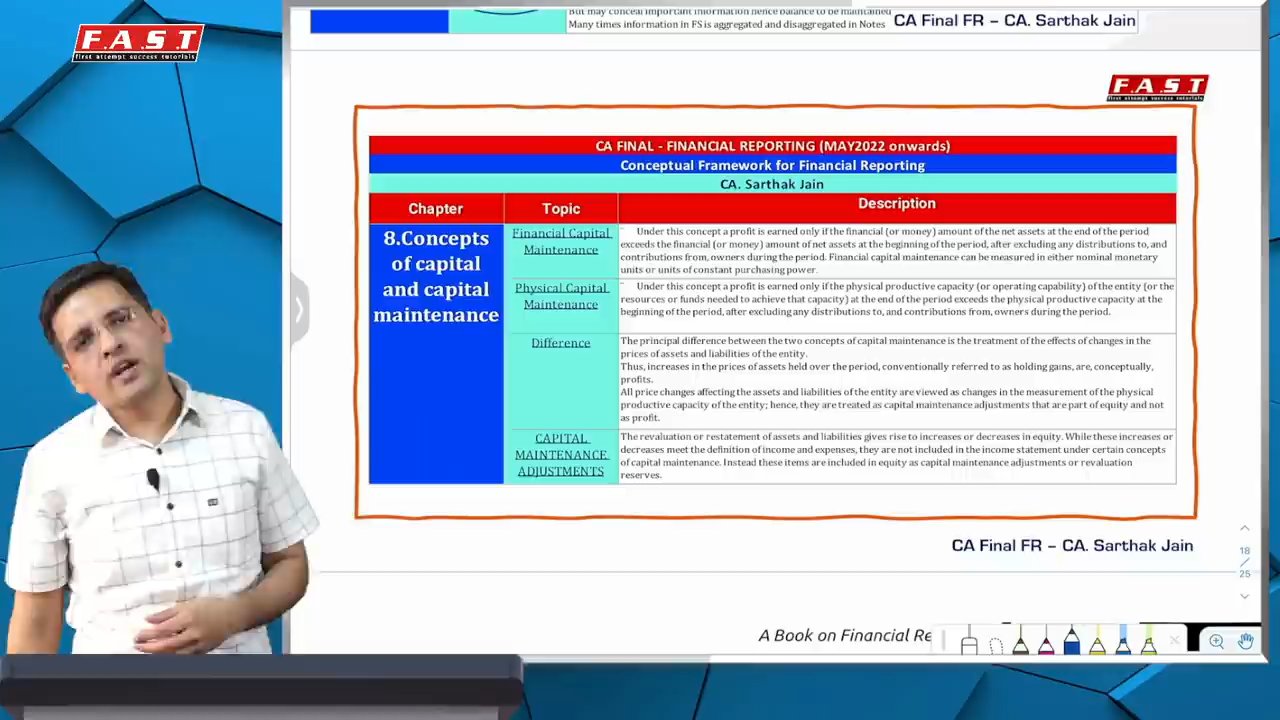 F.A.S.T
first attempt success tutorials
But may conceal important information hence balance to be maintained
Many times information in FS is aggregated and disaggregated in Notes
CA Final FR – CA. Sarthak Jain
F.A.S.T
first attempt success tutorials
CA FINAL - FINANCIAL REPORTING (MAY2022 onwards)
Conceptual Framework for Financial Reporting
CA. Sarthak Jain
Chapter
Topic
Description
8.Concepts
of capital
and capital
maintenance
Financial Capital
Maintenance
Under this concept a profit is earned only if the financial (or money) amount of the net assets at the end of the period
exceeds the financial (or money) amount of net assets at the beginning of the period, after excluding any distributions to, and
contributions from, owners during the period. Financial capital maintenance can be measured in either nominal monetary
units or units of constant purchasing power.
Physical Capital
Maintenance
Under this concept a profit is earned only if the physical productive capacity (or operating capability) of the entity (or the
resources or funds needed to achieve that capacity) at the end of the period exceeds the physical productive capacity at the
beginning of the period, after excluding any distributions to, and contributions from, owners during the period.
Difference
The principal difference between the two concepts of capital maintenance is the treatment of the effects of changes in the
prices of assets and liabilities of the entity.
Thus, increases in the prices of assets held over the period, conventionally referred to as holding gains, are, conceptually,
profits.
All price changes affecting the assets and liabilities of the entity are viewed as changes in the measurement of the physical
productive capacity of the entity; hence, they are treated as capital maintenance adjustments that are part of equity and not
as profit.
CAPITAL
MAINTENANCE
ADJUSTMENTS
The revaluation or restatement of assets and liabilities gives rise to increases or decreases in equity. While these increases or
decreases meet the definition of income and expenses, they are not included in the income statement under certain concepts
of capital maintenance. Instead these items are included in equity as capital maintenance adjustments or revaluation
reserves.
CA Final FR – CA. Sarthak Jain
18
/
25
A Book on Financial Re